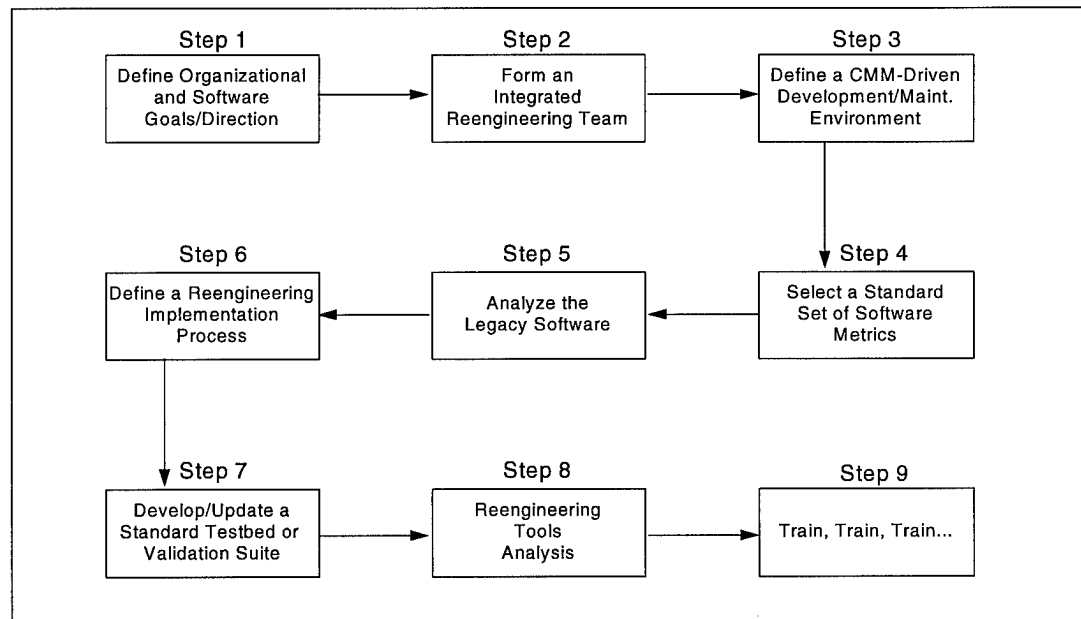 Step 1
Define Organizational
and Software
Goals/Direction
Step 2
Form an
Integrated
Reengineering Team
Step 3
Define a CMM-Driven
Development/Maint.
Environment
Step 4
Select a Standard
Set of Software
Metrics
Step 5
Analyze the
Legacy Software
Step 6
Define a Reengineering
Implementation
Process
Step 7
Develop/Update a
Standard Testbed or
Validation Suite
Step 8
Reengineering
Tools
Analysis
Step 9
Train, Train, Train...